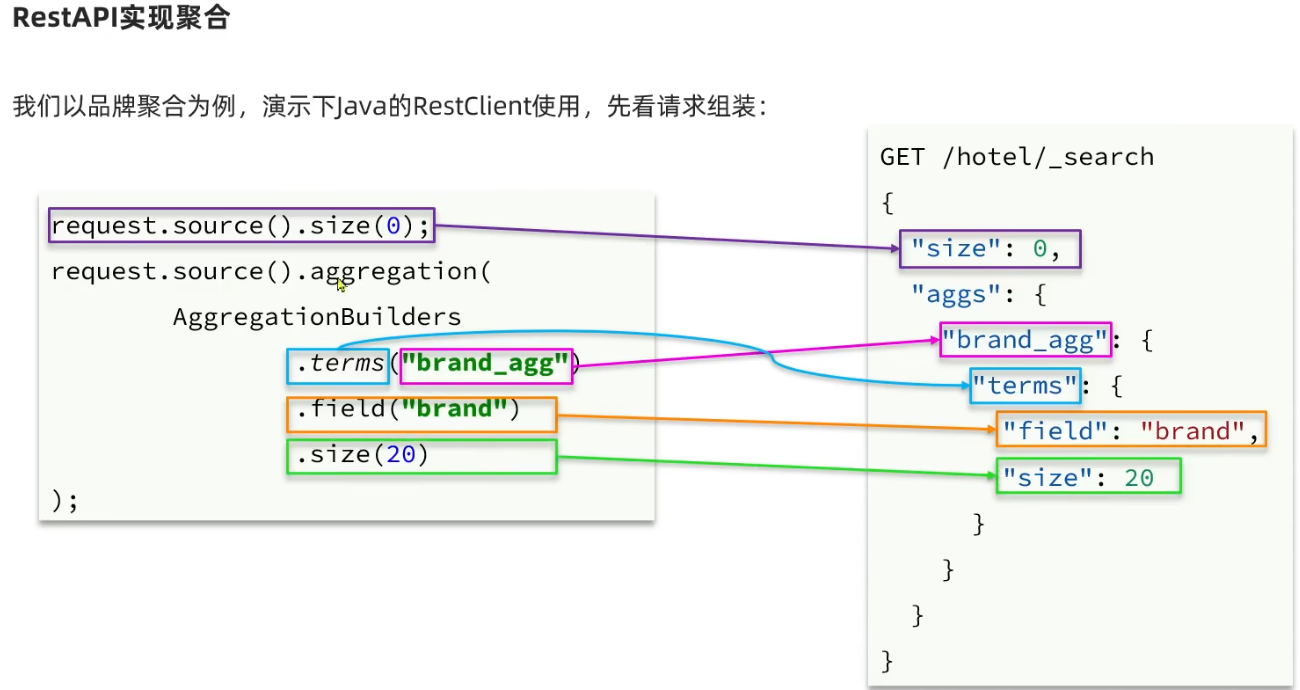 RestAPI实现聚合
我们以品牌聚合为例，演示下Java的RestClient使用，先看请求组装：
request.source().size(0);
request.source().aggregation(
AggregationBuilders
.terms("brand_agg")
.field("brand")
.size(20)
);
GET /hotel/_search
{
"size": 0,
"aggs": {
"brand_agg": {
"terms": {
"field": "brand",
"size": 20
}
}
}
}